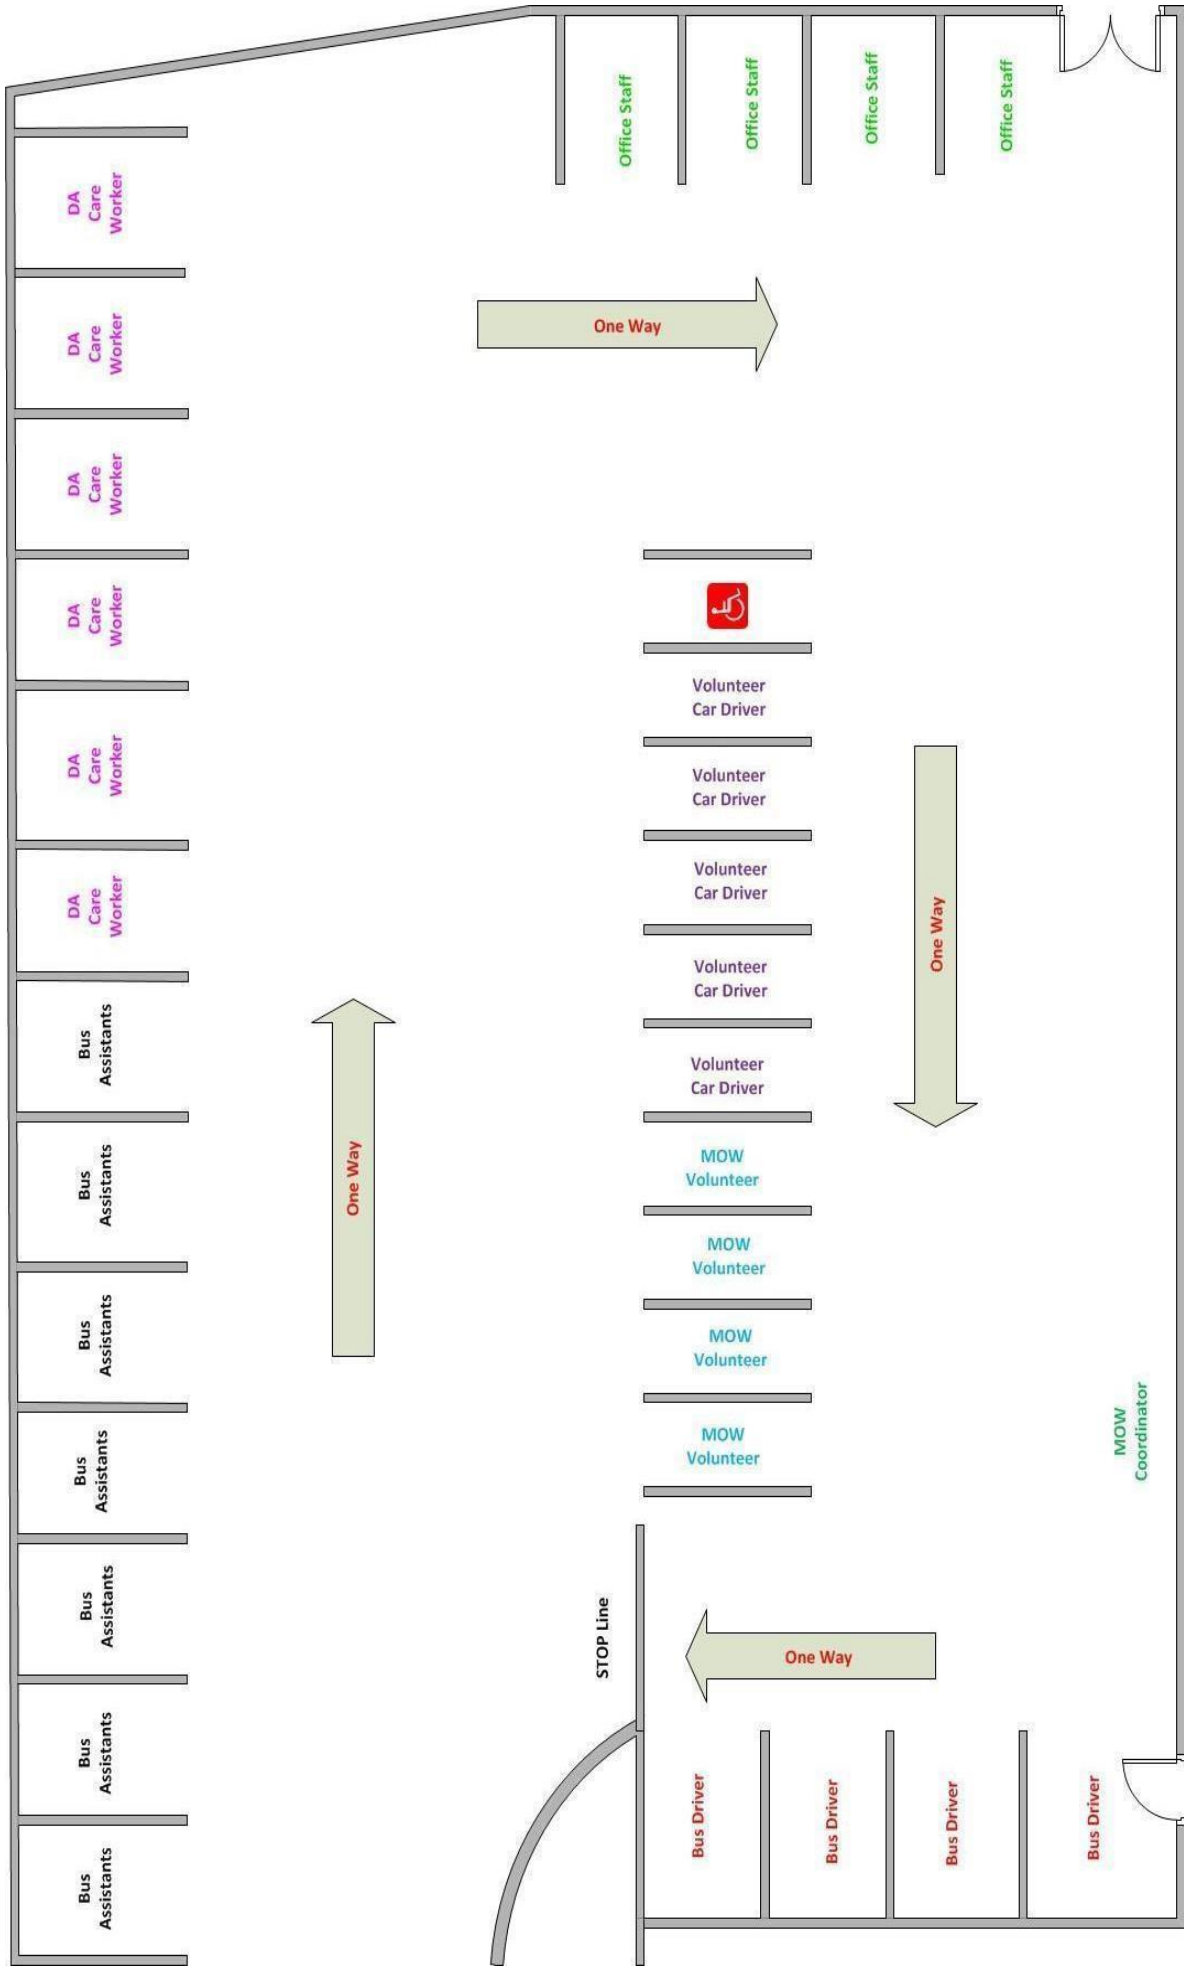 Office Staff
Office Staff
Office Staff
Office Staff
DA
Care
Worker
DA
Care
Worker
DA
Care
Worker
DA
Care
Worker
DA
Care
Worker
DA
Care
Worker
Bus
Assistants
Bus
Assistants
Bus
Assistants
Bus
Assistants
Bus
Assistants
Bus
Assistants
Bus
Assistants
One Way
One Way
Volunteer
Car Driver
Volunteer
Car Driver
Volunteer
Car Driver
Volunteer
Car Driver
Volunteer
Car Driver
MOW
Volunteer
MOW
Volunteer
MOW
Volunteer
MOW
Volunteer
One Way
MOW
Coordinator
STOP Line
One Way
Bus Driver
Bus Driver
Bus Driver
Bus Driver